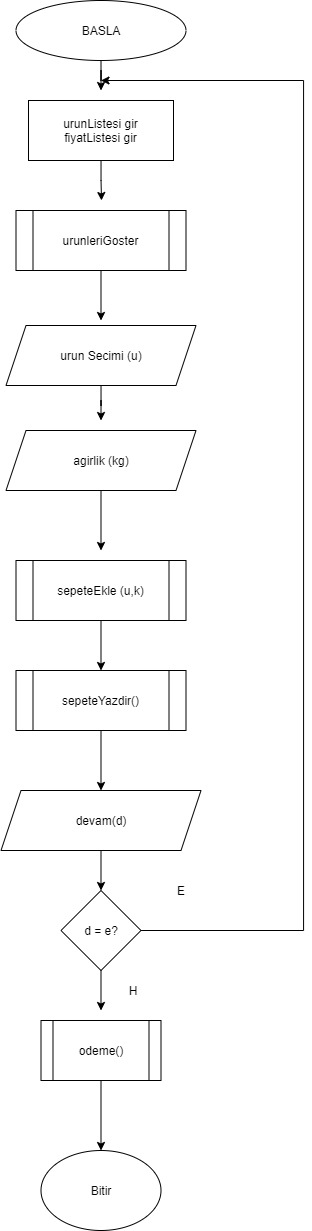 BASLA
urunListesi gir
fiyatListesi gir
urunleriGoster
urun Secimi (u)
agirlik (kg)
sepeteEkle (u,k)
sepeteYazdir()
devam(d)
E
d = e?
H
odeme()
Bitir